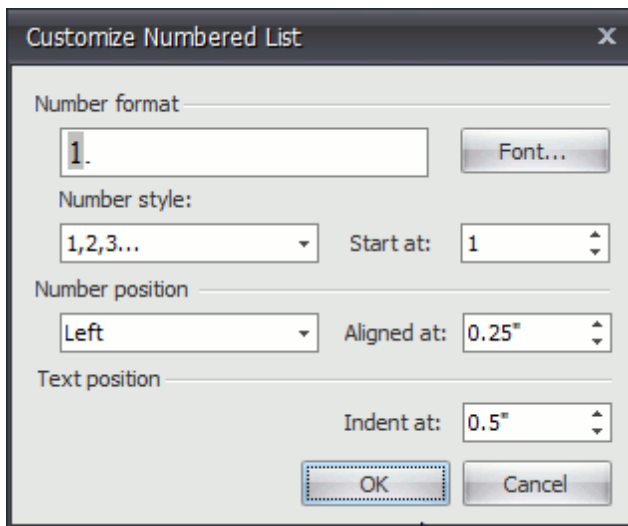 Customize Numbered List
Number format
1.
Font...
Number style:
1,2,3...
Start at: 1
Number position
Left
Aligned at: 0.25"
Text position
Indent at: 0.5"
OK Cancel